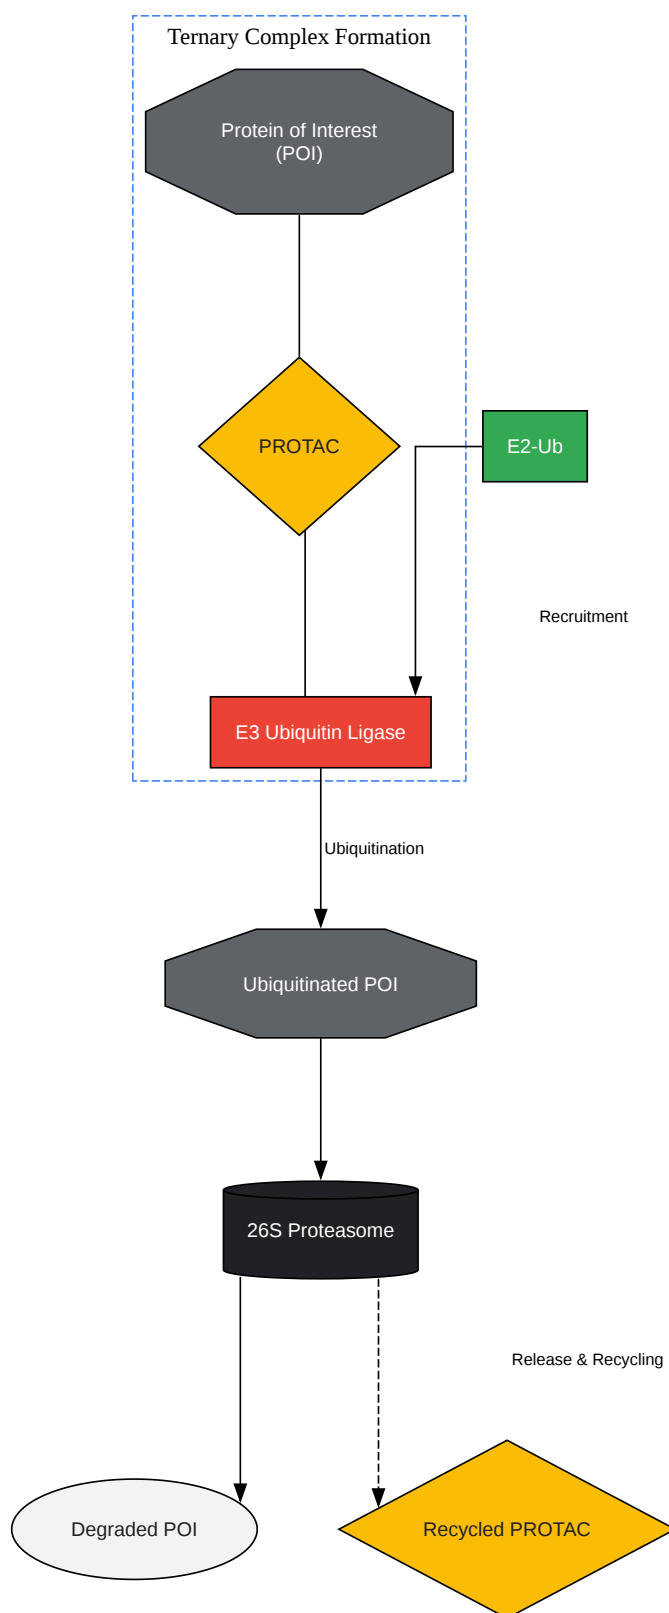 Ternary Complex Formation
Protein of Interest
(POI)
PROTAC
E2-Ub
Recruitment
E3 Ubiquitin Ligase
Ubiquitination
Ubiquitinated POI
26S Proteasome
Release & Recycling
Degraded POI
Recycled PROTAC